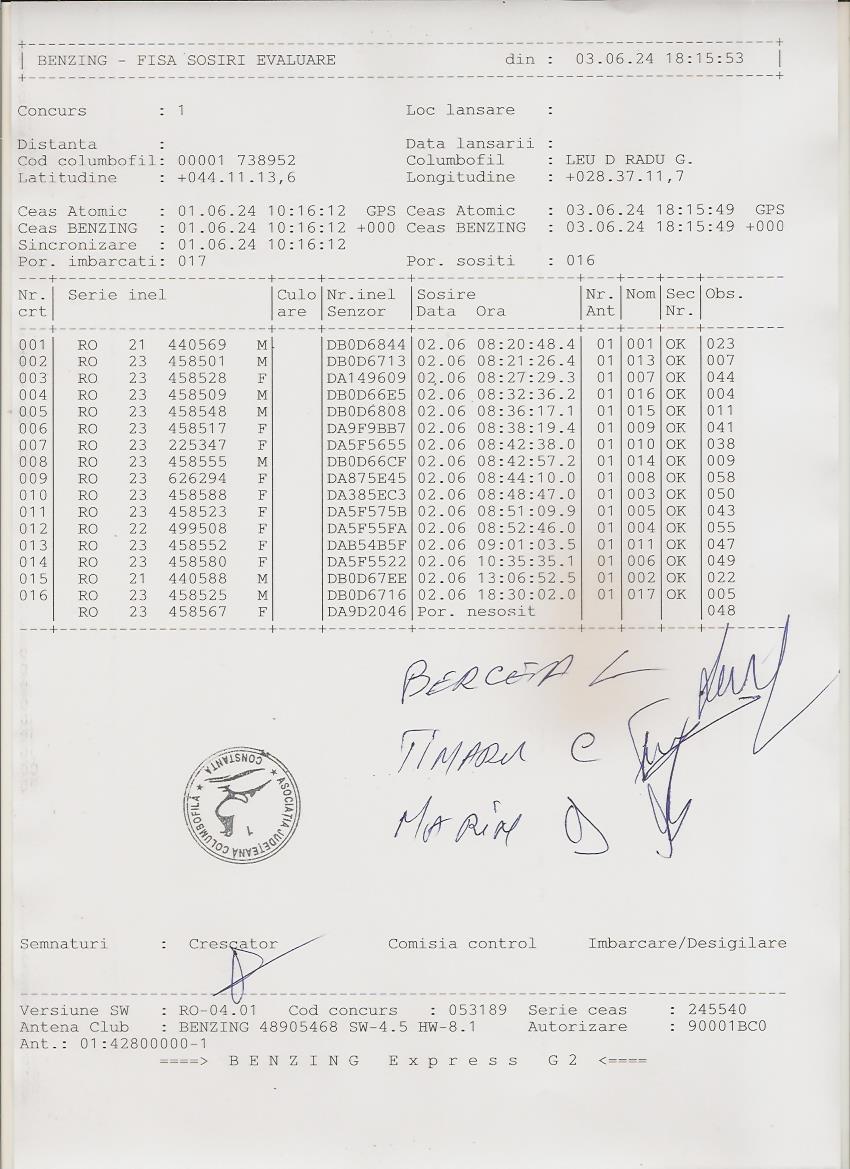 BENZING - FISA SOSIRI EVALUARE din : 03.06.24 18:15:53
Concurs : 1 Loc lansare :
Distanta : Data lansarii :
Cod columbofil: 00001 738952 Columbofil : LEU D RADU G.
Latitudine : +044.11.13,6 Longitudine : +028.37.11,7
Ceas Atomic : 01.06.24 10:16:12 GPS Ceas Atomic : 03.06.24 18:15:49 GPS
Ceas BENZING : 01.06.24 10:16:12 +000 Ceas BENZING : 03.06.24 18:15:49 +000
Sincronizare : 01.06.24 10:16:12
Por. imbarcati: 017 Por. sositi : 016
Nr. Serie inel Culo Nr.inel Sosire Nr. Nom Sec Obs.
crt are Senzor Data Ora Ant Nr.
001 RO 21 440569 M DB0D6844 02.06 08:20:48.4 01 001 OK 023
002 RO 23 458501 M DB0D6713 02.06 08:21:26.4 01 013 OK 007
003 RO 23 458528 F DA149609 02.06 08:27:29.3 01 007 OK 044
004 RO 23 458509 M DB0D66E5 02.06 08:32:36.2 01 016 OK 004
005 RO 23 458548 M DB0D6808 02.06 08:36:17.1 01 015 OK 011
006 RO 23 458517 F DA9F9BB7 02.06 08:38:19.4 01 009 OK 041
007 RO 23 225347 F DA5F5655 02.06 08:42:38.0 01 010 OK 038
008 RO 23 458555 M DB0D66CF 02.06 08:42:57.2 01 014 OK 009
009 RO 23 626294 F DA875E45 02.06 08:44:10.0 01 008 OK 058
010 RO 23 458588 F DA385EC3 02.06 08:48:47.0 01 003 OK 050
011 RO 23 458523 F DA5F575B 02.06 08:51:09.9 01 005 OK 043
012 RO 22 499508 F DA5F55FA 02.06 08:52:46.0 01 004 OK 055
013 RO 23 458552 F DAB54B5F 02.06 09:01:03.5 01 011 OK 047
014 RO 23 458580 F DA5F5522 02.06 10:35:35.1 01 006 OK 049
015 RO 21 440588 M DB0D67EE 02.06 13:06:52.5 01 002 OK 022
016 RO 23 458525 M DB0D6716 02.06 18:30:02.0 01 017 OK 005
RO 23 458567 F DA9D2046 Por. nesosit 048
BERCEA L
TIMARU C
MARIN D
ASOCIATIA JUDETEANA COLUMBOFILĂ
CONSTANTA
1
Semnaturi : Crescator Comisia control Imbarcare/Desigilare
Versiune SW : RO-04.01 Cod concurs : 053189 Serie ceas : 245540
Antena Club : BENZING 48905468 SW-4.5 HW-8.1 Autorizare : 90001BC0
Ant.: 01:42800000-1
====> B E N Z I N G E x p r e s s G 2 <====